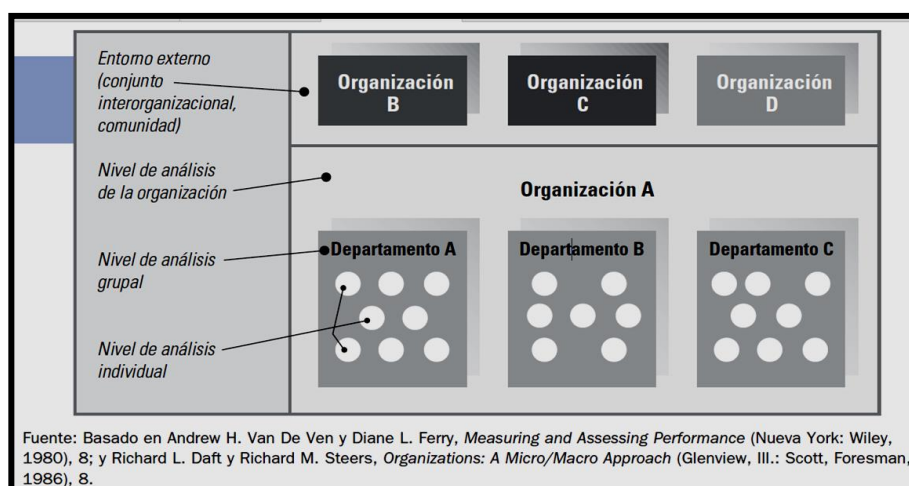 Entorno externo
(conjunto
interorganizacional,
comunidad)
Organización
B
Organización
C
Organización
D
Nivel de análisis
de la organización
Organización A
Nivel de análisis
grupal
Departamento A
Departamento B
Departamento C
Nivel de análisis
individual
Fuente: Basado en Andrew H. Van De Ven y Diane L. Ferry, Measuring and Assessing Performance (Nueva York: Wiley,
1980), 8; y Richard L. Daft y Richard M. Steers, Organizations: A Micro/Macro Approach (Glenview, Ill.: Scott, Foresman,
1986), 8.